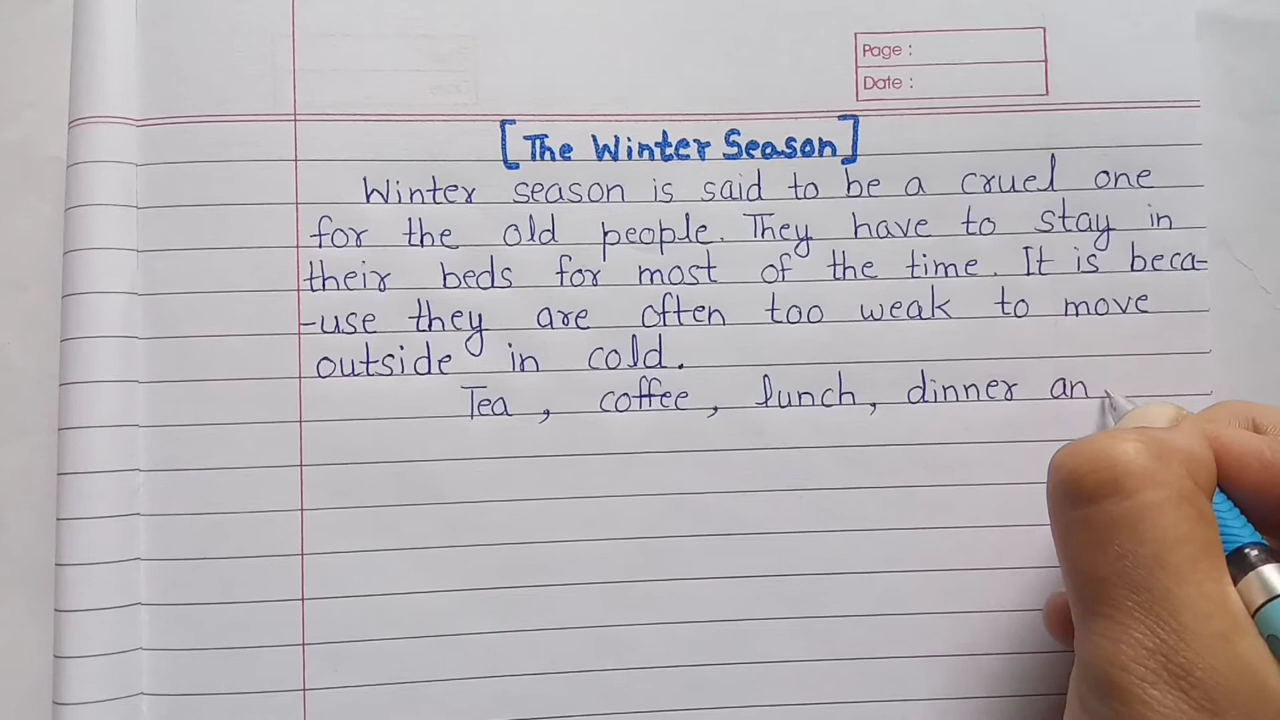 Page :
Date :
[The Winter Season]
Winter season is said to be a cruel one
for the old people. They have to stay in
their beds for most of the time. It is beca-
-use they are often too weak to move
outside in cold.
Tea, coffee, lunch, dinner an